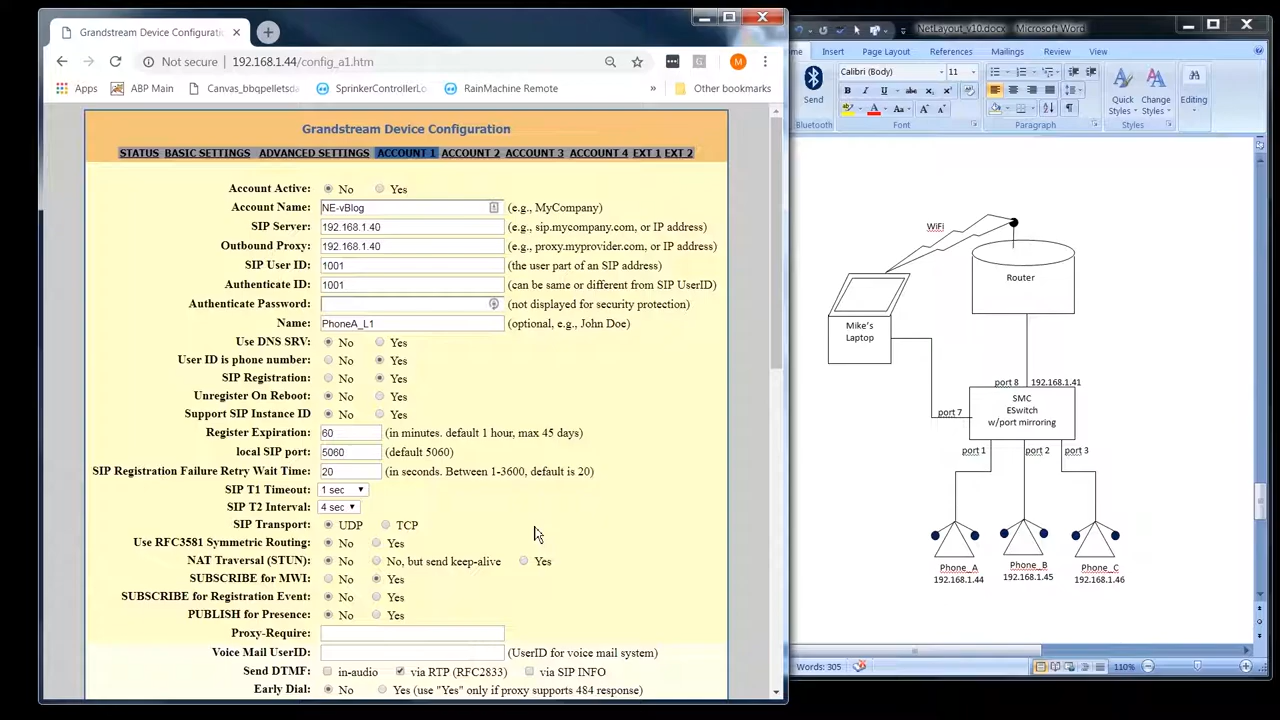 Grandstream Device Configuratio
Not secure 192.168.1.44/config_a1.htm
M
Apps ABP Main Canvas_bbqpelletsda SprinkerControllerLo RainMachine Remote » Other bookmarks
Grandstream Device Configuration
STATUS BASIC SETTINGS ADVANCED SETTINGS ACCOUNT 1 ACCOUNT 2 ACCOUNT 3 ACCOUNT 4 EXT 1 EXT 2
Account Active: No Yes
Account Name: NE-vBlog (e.g., MyCompany)
SIP Server: 192.168.1.40 (e.g., sip.mycompany.com, or IP address)
Outbound Proxy: 192.168.1.40 (e.g., proxy.myprovider.com, or IP address)
SIP User ID: 1001 (the user part of an SIP address)
Authenticate ID: 1001 (can be same or different from SIP UserID)
Authenticate Password: (not displayed for security protection)
Name: PhoneA_L1 (optional, e.g., John Doe)
Use DNS SRV: No Yes
User ID is phone number: No Yes
SIP Registration: No Yes
Unregister On Reboot: No Yes
Support SIP Instance ID No Yes
Register Expiration: 60 (in minutes. default 1 hour, max 45 days)
local SIP port: 5060 (default 5060)
SIP Registration Failure Retry Wait Time: 20 (in seconds. Between 1-3600, default is 20)
SIP T1 Timeout: 1 sec
SIP T2 Interval: 4 sec
SIP Transport: UDP TCP
Use RFC3581 Symmetric Routing: No Yes
NAT Traversal (STUN): No No, but send keep-alive Yes
SUBSCRIBE for MWI: No Yes
SUBSCRIBE for Registration Event: No Yes
PUBLISH for Presence: No Yes
Proxy-Require:
Voice Mail UserID: (UserID for voice mail system)
Send DTMF: in-audio via RTP (RFC2833) via SIP INFO
Early Dial: No Yes (use "Yes" only if proxy supports 484 response)
NetLayout_v10.docx Microsoft Word
Insert Page Layout References Mailings Review View
Calibri (Body) 11
Send
Quick Styles
Change Styles
Editing
Bluetooth Font Paragraph Styles
WiFi
Router
Mike's
Laptop
port 8 192.168.1.41
SMC
ESwitch
w/port mirroring
port 7
port 1 port 2 port 3
Phone_A
192.168.1.44
Phone_B
192.168.1.45
Phone_C
192.168.1.46
Words: 305 110%